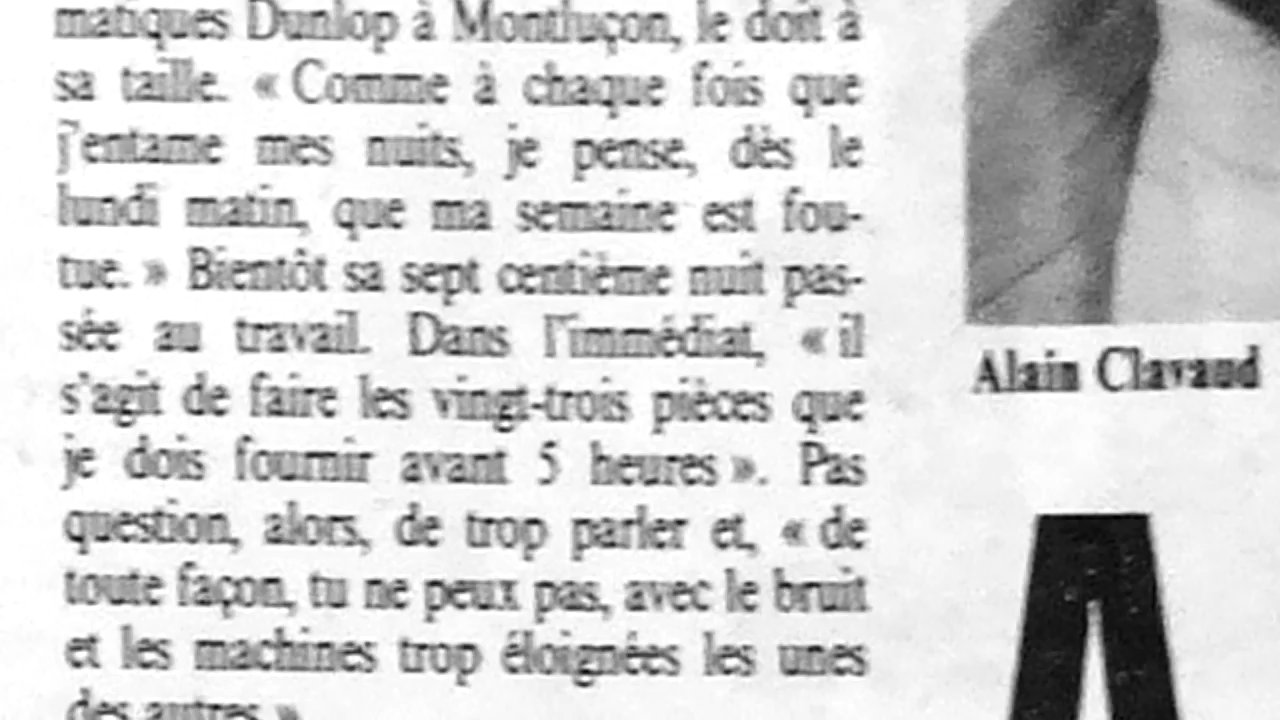 matiques Dunlop à Montluçon, le doit à
sa taille. « Comme à chaque fois que
j'entame mes nuits, je pense, dès le
lundi matin, que ma semaine est fou-
tue. » Bientôt sa sept centième nuit pas-
sée au travail. Dans l'immédiat, « il
s'agit de faire les vingt-trois pièces que
je dois fournir avant 5 heures ». Pas
question, alors, de trop parler et, « de
toute façon, tu ne peux pas, avec le bruit
et les machines trop éloignées les unes
des autres »
Alain Clavaud
A